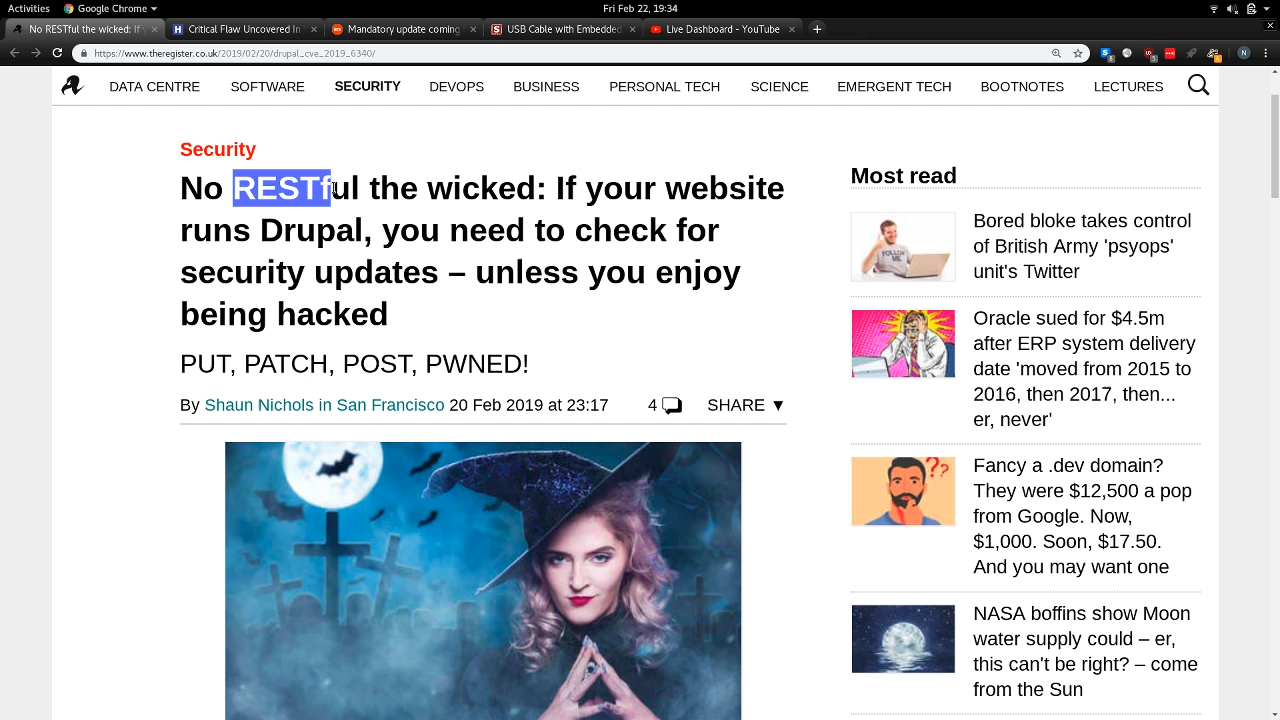 Activities Google Chrome Fri Feb 22, 19:34
No RESTful the wicked: If y Critical Flaw Uncovered In Mandatory update coming USB Cable with Embedded Live Dashboard - YouTube
https://www.theregister.co.uk/2019/02/20/drupal_cve_2019_6340/
DATA CENTRE SOFTWARE SECURITY DEVOPS BUSINESS PERSONAL TECH SCIENCE EMERGENT TECH BOOTNOTES LECTURES
Security
No RESTful the wicked: If your website
runs Drupal, you need to check for
security updates – unless you enjoy
being hacked
PUT, PATCH, POST, PWNED!
By Shaun Nichols in San Francisco 20 Feb 2019 at 23:17 4 SHARE ▼
Most read
FOLLOW ME
Bored bloke takes control
of British Army 'psyops'
unit's Twitter
Oracle sued for $4.5m
after ERP system delivery
date 'moved from 2015 to
2016, then 2017, then...
er, never'
??
Fancy a .dev domain?
They were $12,500 a pop
from Google. Now,
$1,000. Soon, $17.50.
And you may want one
NASA boffins show Moon
water supply could – er,
this can't be right? – come
from the Sun